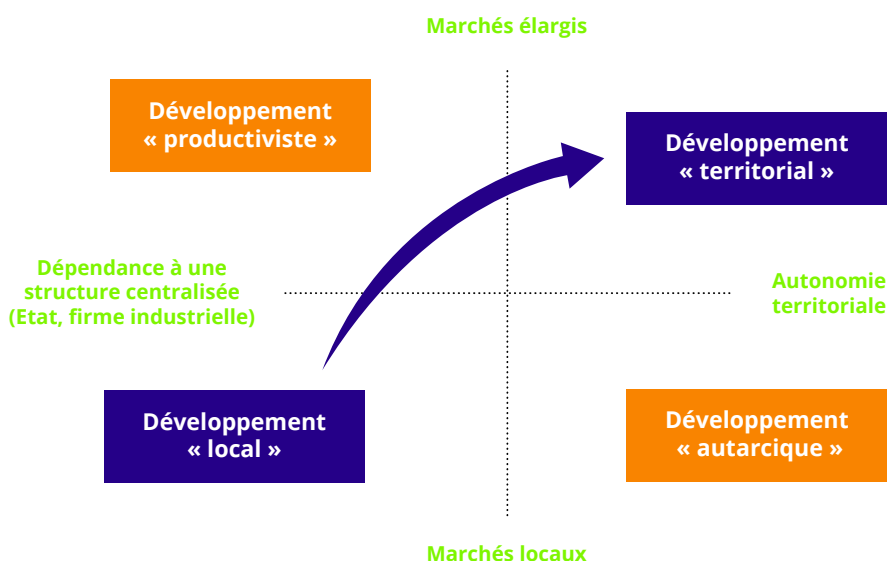 Marchés élargis
Développement
« productiviste »
Développement
« territorial »
Dépendance à une
structure centralisée
(Etat, firme industrielle)
Autonomie
territoriale
Développement
« local »
Développement
« autarcique »
Marchés locaux